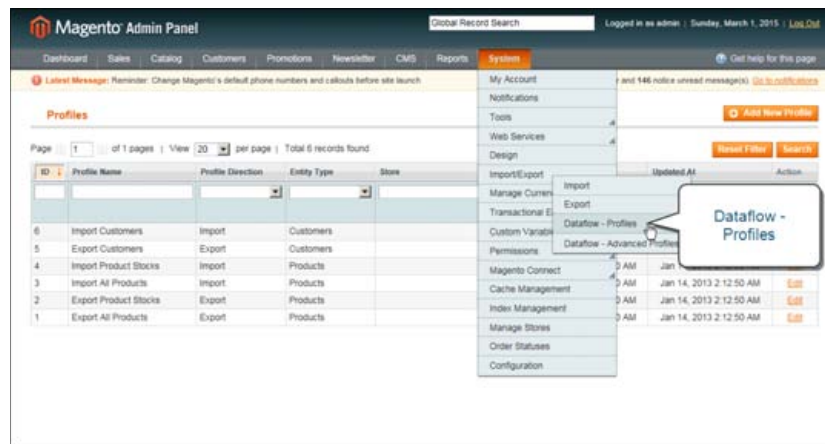 Magento Admin Panel
Global Record Search
Logged in as admin | Sunday, March 1, 2015 | Log Out
Dashboard Sales Catalog Customers Promotions Newsletter CMS Reports System
Get help for this page
Latest Message: Reminder: Change Magento's default phone numbers and callouts before site launch
and 146 notice unread message(s). Go to notifications
Profiles
Add New Profile
Page 1 of 1 pages | View 20 per page | Total 6 records found
Reset Filter Search
ID Profile Name Profile Direction Entity Type Store Updated At Action
6 Import Customers Import Customers
5 Export Customers Export Customers
4 Import Product Stocks Import Products AM Jan
3 Import All Products Import Products AM Jan 14, 2013 2:12:50 AM Edit
2 Export Product Stocks Export Products AM Jan 14, 2013 2:12:50 AM Edit
1 Export All Products Export Products AM Jan 14, 2013 2:12:50 AM Edit
My Account
Notifications
Tools
Web Services
Design
Import/Export
Manage Curren
Transactional E
Custom Variabl
Permissions
Magento Connect
Cache Management
Index Management
Manage Stores
Order Statuses
Configuration
Import
Export
Dataflow - Profiles
Dataflow - Advanced Profiles
Dataflow -
Profiles